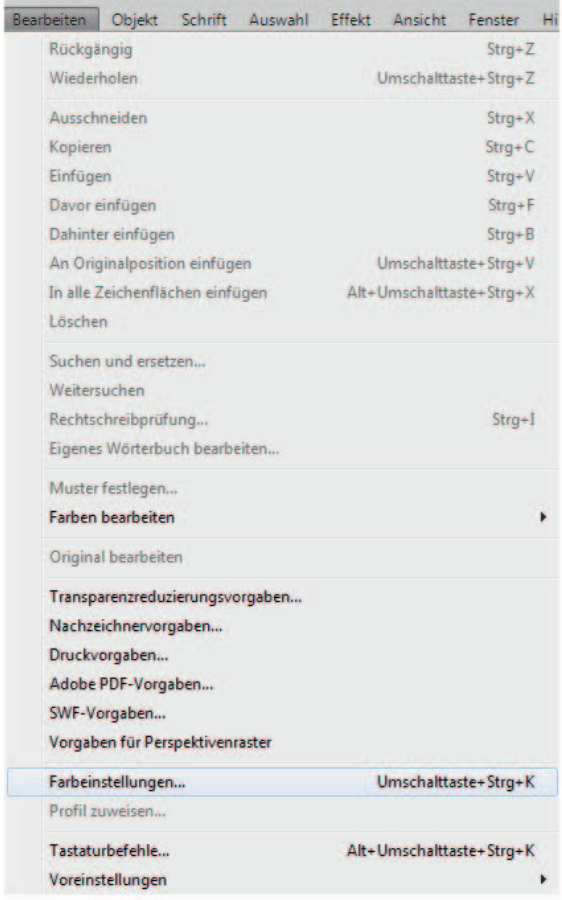 Bearbeiten Objekt Schrift Auswahl Effekt Ansicht Fenster Hi
Rückgängig Strg+Z
Wiederholen Umschalttaste+Strg+Z
Ausschneiden Strg+X
Kopieren Strg+C
Einfügen Strg+V
Davor einfügen Strg+F
Dahinter einfügen Strg+B
An Originalposition einfügen Umschalttaste+Strg+V
In alle Zeichenflächen einfügen Alt+Umschalttaste+Strg+X
Löschen
Suchen und ersetzen...
Weitersuchen
Rechtschreibprüfung... Strg+I
Eigenes Wörterbuch bearbeiten...
Muster festlegen...
Farben bearbeiten
Original bearbeiten
Transparenzreduzierungsvorgaben...
Nachzeichnervorgaben...
Druckvorgaben...
Adobe PDF-Vorgaben...
SWF-Vorgaben...
Vorgaben für Perspektivenraster
Farbeinstellungen... Umschalttaste+Strg+K
Profil zuweisen...
Tastaturbefehle... Alt+Umschalttaste+Strg+K
Voreinstellungen